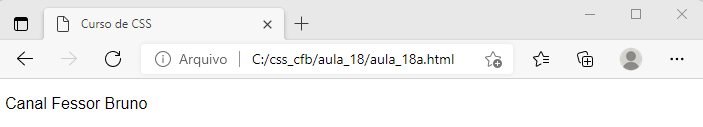 Curso de CSS
Arquivo C:/css_cfb/aula_18/aula_18a.html
Canal Fessor Bruno